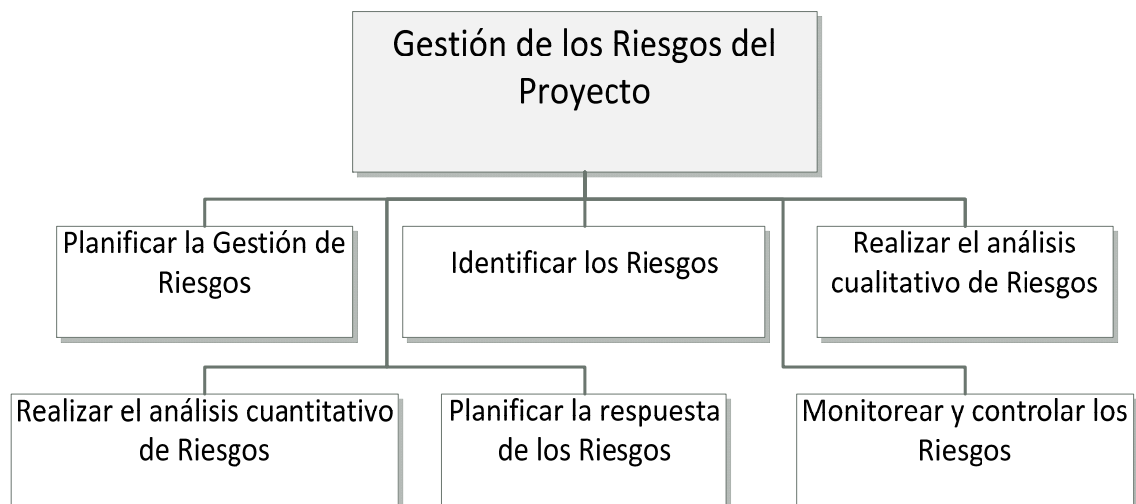 Gestión de los Riesgos del
Proyecto
Planificar la Gestión de
Riesgos
Identificar los Riesgos
Realizar el análisis
cualitativo de Riesgos
Realizar el análisis cuantitativo
de Riesgos
Planificar la respuesta
de los Riesgos
Monitorear y controlar los
Riesgos